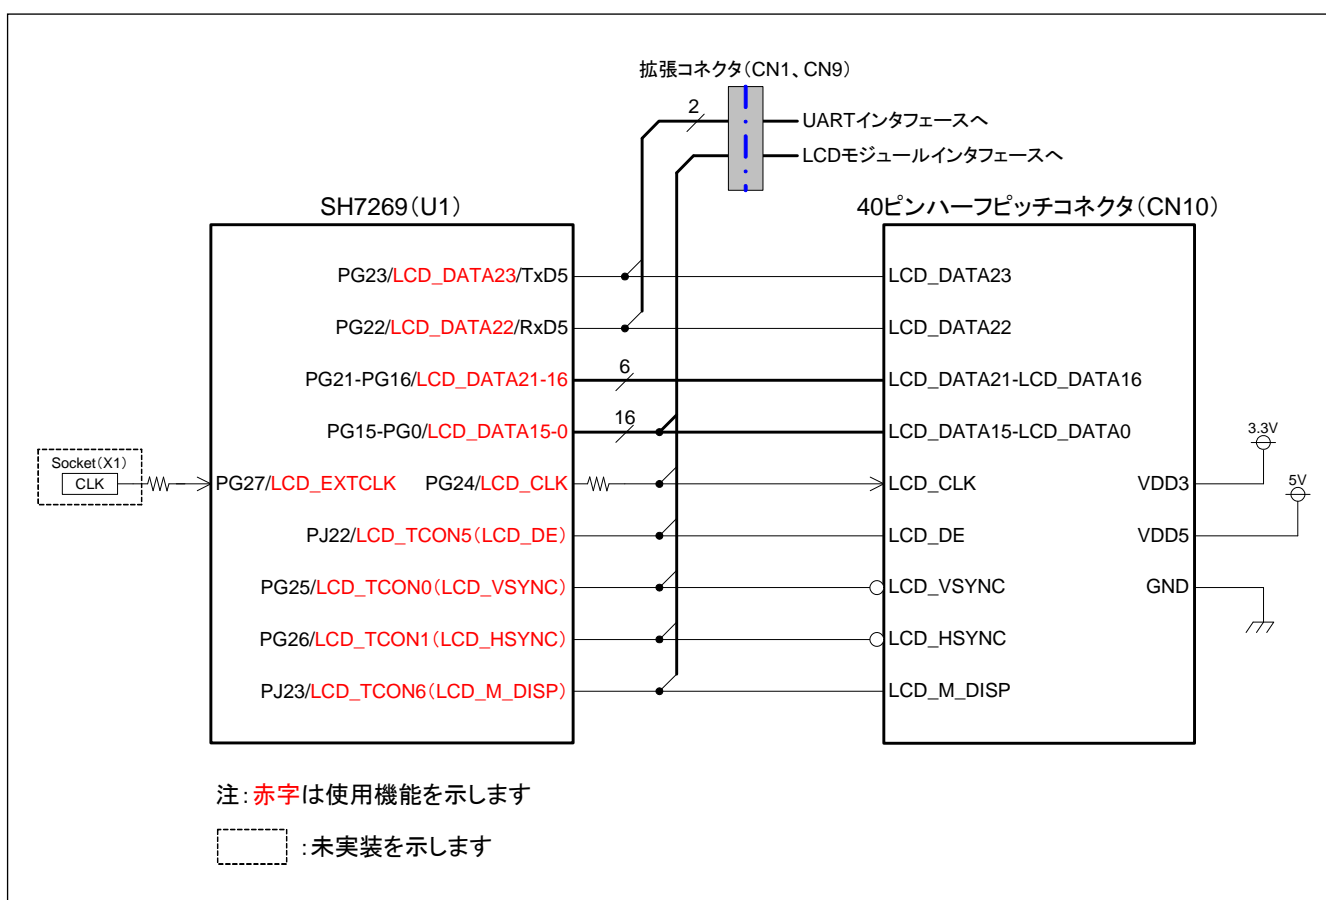 拡張コネクタ(CN1、CN9)
2
UARTインタフェースへ
LCDモジュールインタフェースへ
SH7269(U1)
40ピンハーフピッチコネクタ(CN10)
PG23/LCD_DATA23/TxD5
LCD_DATA23
PG22/LCD_DATA22/RxD5
LCD_DATA22
PG21-PG16/LCD_DATA21-16
6
LCD_DATA21-LCD_DATA16
PG15-PG0/LCD_DATA15-0
16
LCD_DATA15-LCD_DATA0
3.3V
Socket(X1)
CLK
PG27/LCD_EXTCLK
PG24/LCD_CLK
LCD_CLK
VDD3
5V
PJ22/LCD_TCON5(LCD_DE)
LCD_DE
VDD5
PG25/LCD_TCON0(LCD_VSYNC)
LCD_VSYNC
GND
PG26/LCD_TCON1(LCD_HSYNC)
LCD_HSYNC
PJ23/LCD_TCON6(LCD_M_DISP)
LCD_M_DISP
注:赤字は使用機能を示します
:未実装を示します